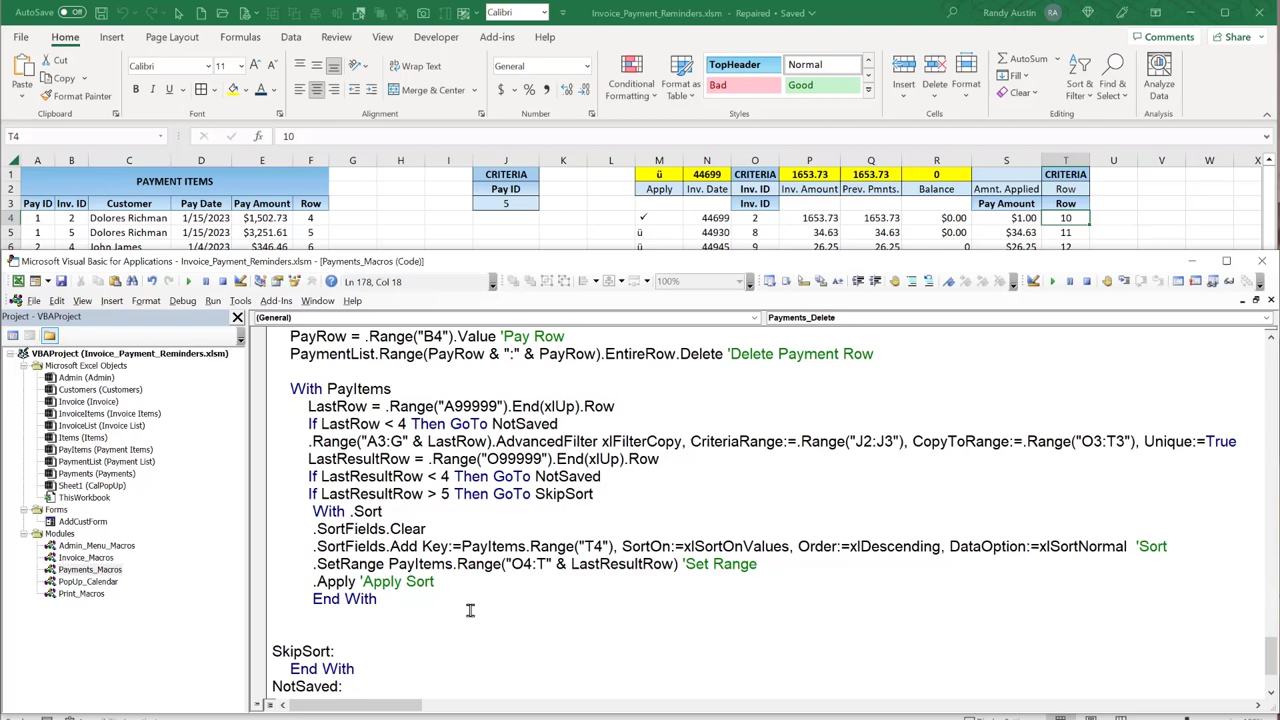 Calibri
Invoice_Payment_Reminders.xlsm - Repaired • Saved
Randy Austin
RA
File
Home
Insert
Page Layout
Formulas
Data
Review
View
Developer
Add-ins
Help
Comments
Share
Paste
Cut
Copy
Format Painter
Calibri
11
Wrap Text
Merge & Center
General
Conditional Formatting
Format as Table
TopHeader
Normal
Bad
Good
Insert
Delete
Format
AutoSum
Fill
Clear
Sort & Filter
Find & Select
Analyze Data
Clipboard
Font
Alignment
Number
Styles
Cells
Editing
Analysis
T4
10
A B C D E F G H I J K L M N O P Q R S T U V W X
1 PAYMENT ITEMS CRITERIA ü 44699 CRITERIA 1653.73 1653.73 0 CRITERIA
2 Pay ID Apply Inv. Date Inv. ID Inv. Amount Prev. Pmnts. Balance Amnt. Applied Row
3 Pay ID Inv. ID Customer Pay Date Pay Amount Row 5 Inv. ID Pay Amount Row
4 1 2 Dolores Richman 1/15/2023 $1,502.73 4 ✓ 44699 2 1653.73 1653.73 $0.00 $1.00 10
5 1 5 Dolores Richman 1/15/2023 $3,251.61 5 ü 44930 8 34.63 34.63 $0.00 $34.63 11
6 2 4 John James 1/4/2023 $346.46 6 ü 44945 9 26.25 26.25 0 $26.25 12
Microsoft Visual Basic for Applications - Invoice_Payment_Reminders.xlsm - [Payments_Macros (Code)]
Ln 178, Col 18
100%
File Edit View Insert Format Debug Run Tools Add-Ins Window Help
Project - VBAProject
(General)
Payments_Delete
VBAProject (Invoice_Payment_Reminders.xlsm)
Microsoft Excel Objects
Admin (Admin)
Customers (Customers)
Invoice (Invoice)
InvoiceItems (Invoice Items)
InvoiceList (Invoice List)
Items (Items)
PayItems (Payment Items)
PaymentList (Payment List)
Payments (Payments)
Sheet1 (CalPopUp)
ThisWorkbook
Forms
AddCustForm
Modules
Admin_Menu_Macros
Invoice_Macros
Payments_Macros
PopUp_Calendar
Print_Macros
PayRow = .Range("B4").Value 'Pay Row
PaymentList.Range(PayRow & ":" & PayRow).EntireRow.Delete 'Delete Payment Row
With PayItems
LastRow = .Range("A99999").End(xlUp).Row
If LastRow < 4 Then GoTo NotSaved
.Range("A3:G" & LastRow).AdvancedFilter xlFilterCopy, CriteriaRange:=.Range("J2:J3"), CopyToRange:=.Range("O3:T3"), Unique:=True
LastResultRow = .Range("O99999").End(xlUp).Row
If LastResultRow < 4 Then GoTo NotSaved
If LastResultRow > 5 Then GoTo SkipSort
With .Sort
.SortFields.Clear
.SortFields.Add Key:=PayItems.Range("T4"), SortOn:=xlSortOnValues, Order:=xlDescending, DataOption:=xlSortNormal 'Sort
.SetRange PayItems.Range("O4:T" & LastResultRow) 'Set Range
.Apply 'Apply Sort
End With
SkipSort:
End With
NotSaved: